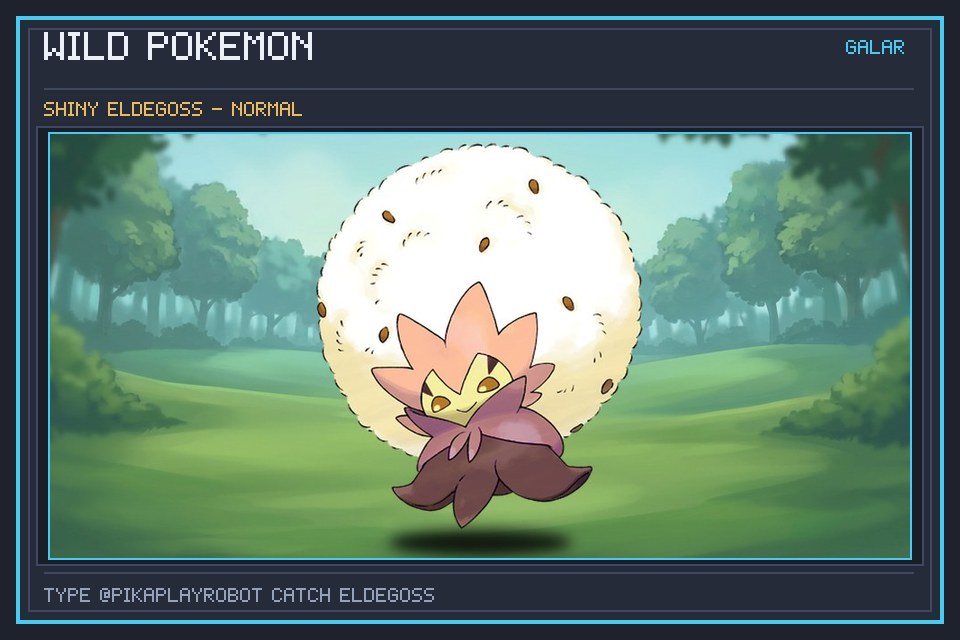 WILD POKEMON
GALAR
SHINY ELDEGOSS - NORMAL
TYPE @PIKAPLAYROBOT CATCH ELDEGOSS